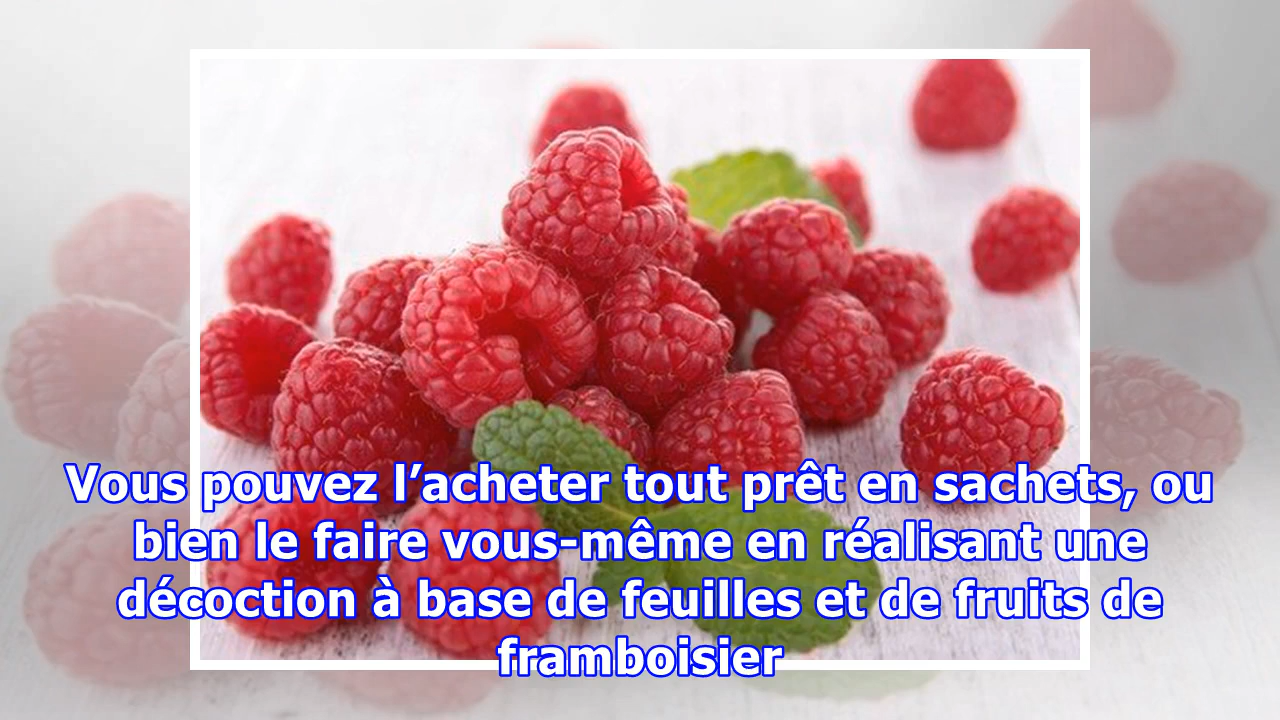 Vous pouvez l’acheter tout prêt en sachets, ou
bien le faire vous-même en réalisant une
décoction à base de feuilles et de fruits de
framboisier